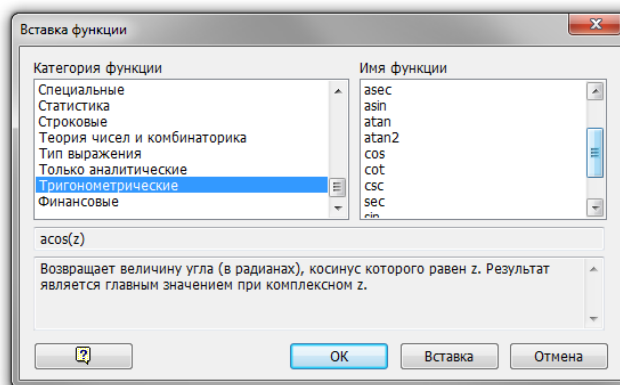 Вставка функции
Категория функции
Специальные
Статистика
Строковые
Теория чисел и комбинаторика
Тип выражения
Только аналитические
Тригонометрические
Финансовые
Имя функции
asec
asin
atan
atan2
cos
cot
csc
sec
sin
acos(z)
Возвращает величину угла (в радианах), косинус которого равен z. Результат
является главным значением при комплексном z.
OK
Вставка
Отмена